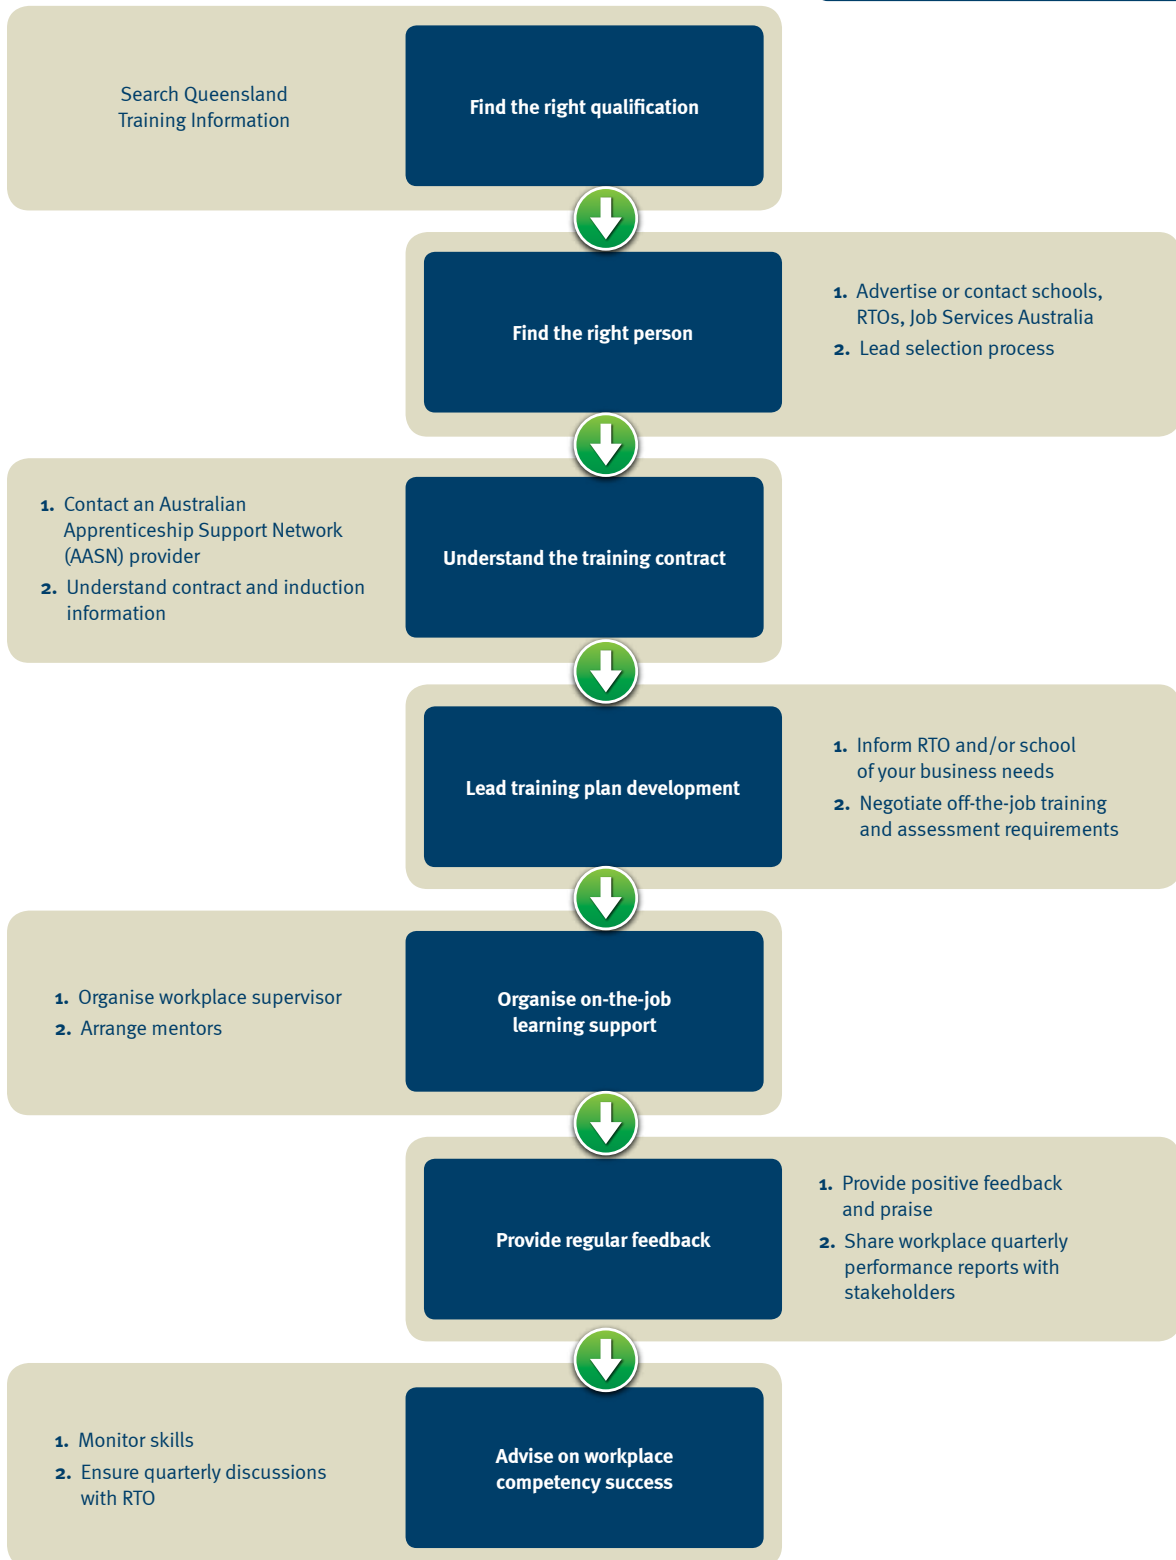 Search Queensland
Training Information
Find the right qualification
Find the right person
1. Advertise or contact schools,
RTOs, Job Services Australia
2. Lead selection process
1. Contact an Australian
Apprenticeship Support Network
(AASN) provider
2. Understand contract and induction
information
Understand the training contract
Lead training plan development
1. Inform RTO and/or school
of your business needs
2. Negotiate off-the-job training
and assessment requirements
1. Organise workplace supervisor
2. Arrange mentors
Organise on-the-job
learning support
Provide regular feedback
1. Provide positive feedback
and praise
2. Share workplace quarterly
performance reports with
stakeholders
1. Monitor skills
2. Ensure quarterly discussions
with RTO
Advise on workplace
competency success